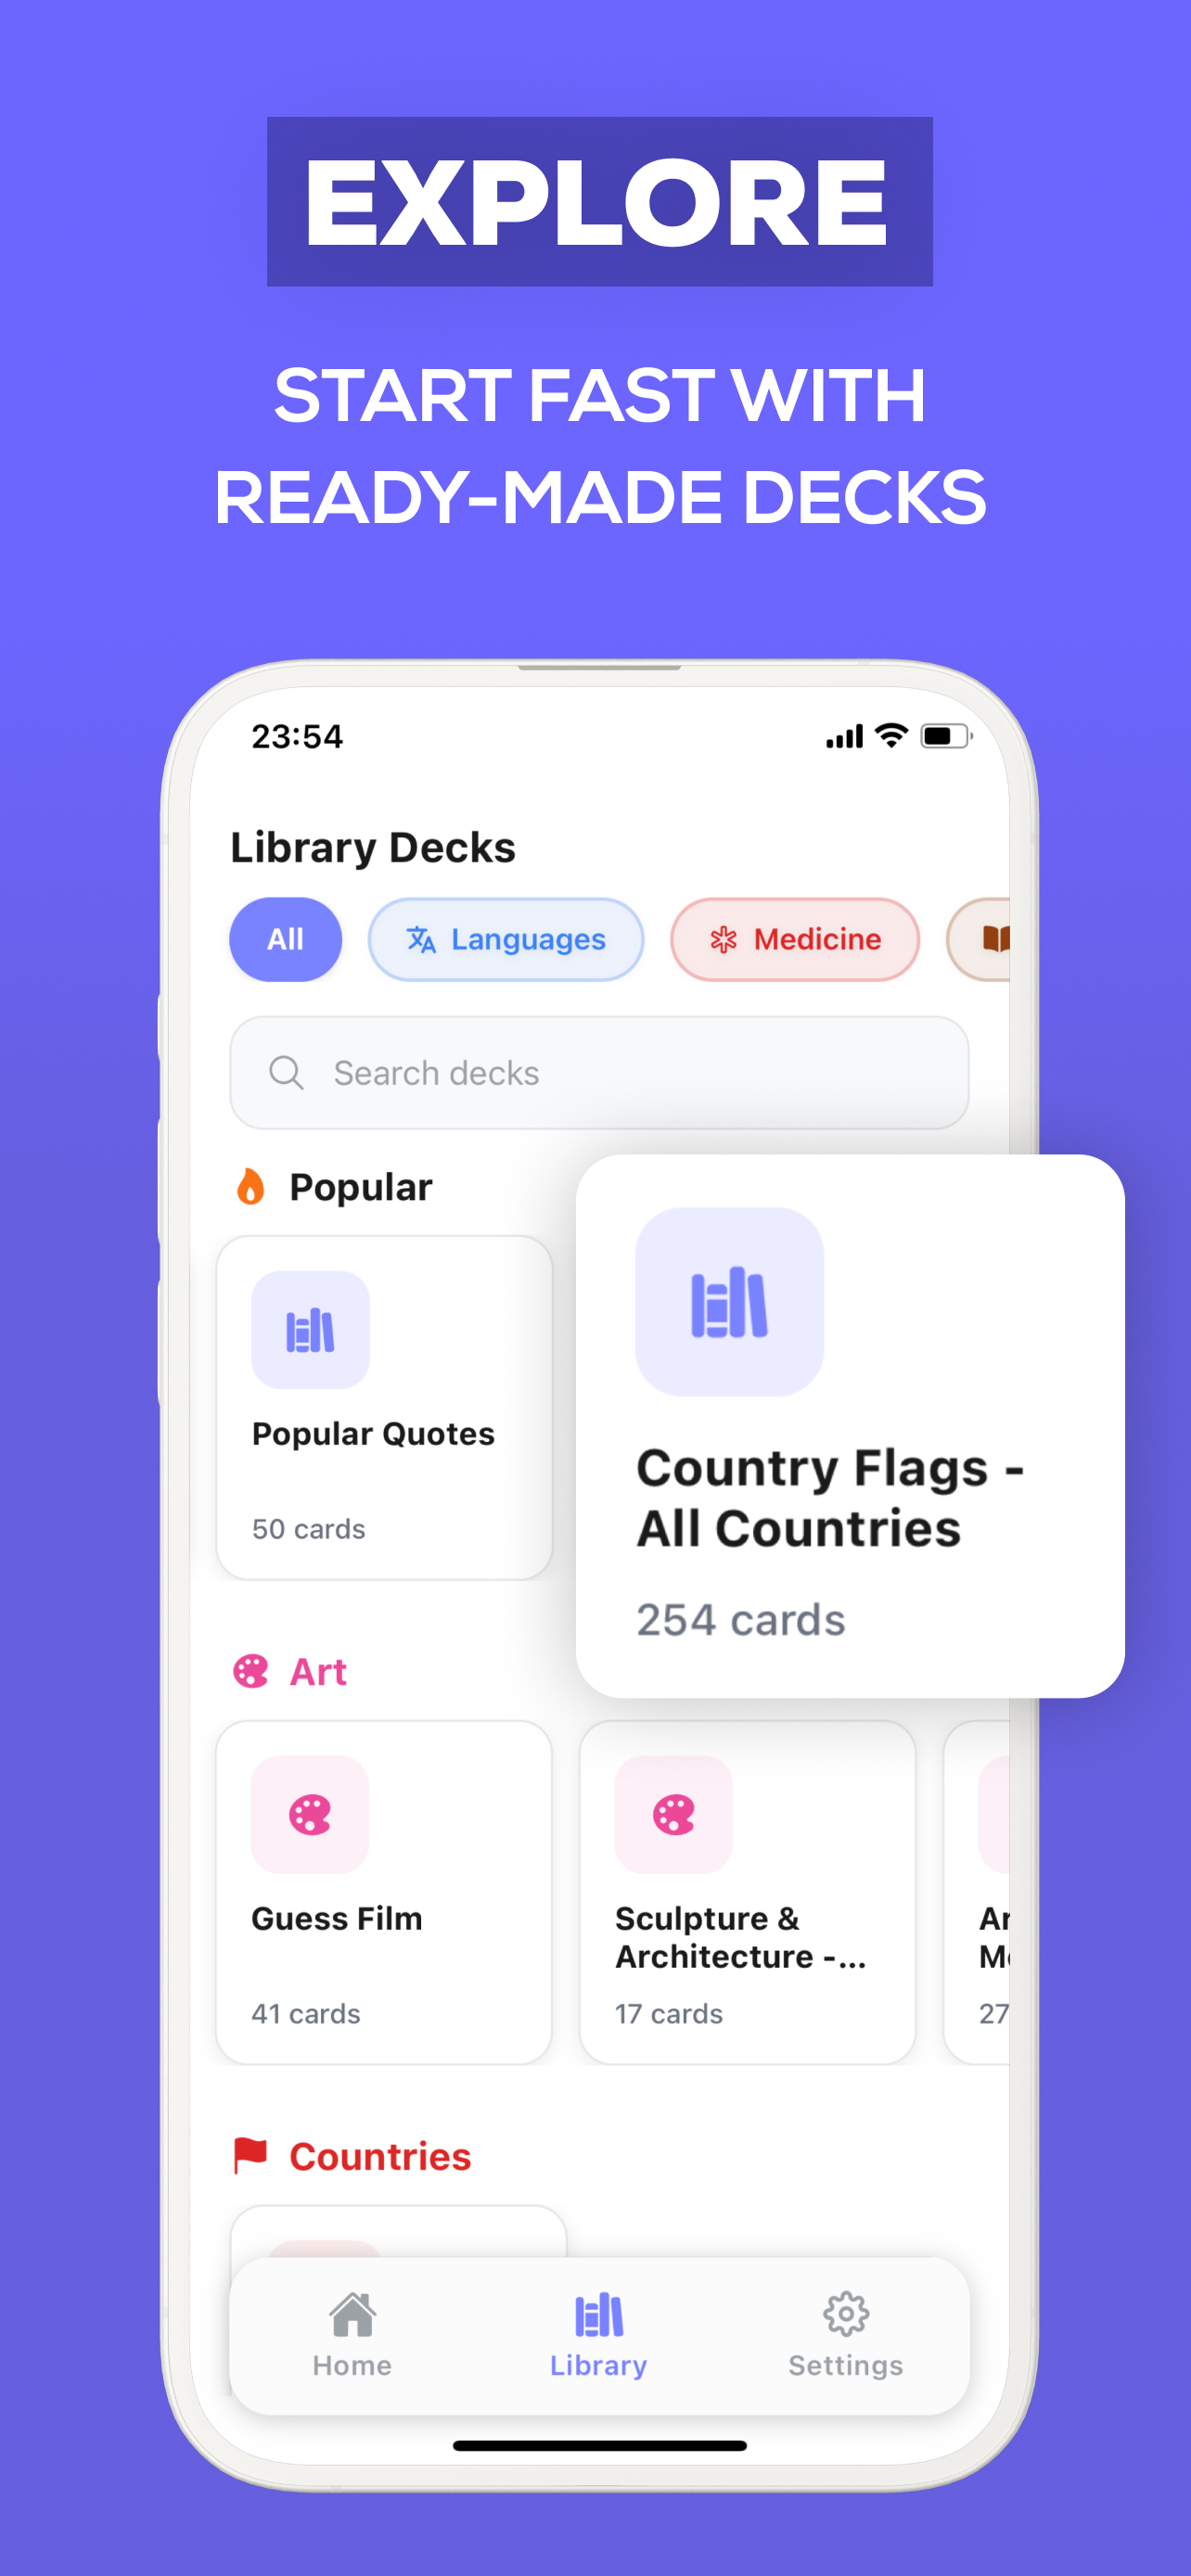 EXPLORE
START FAST WITH
READY-MADE DECKS
23:54
Library Decks
All
Languages
Medicine
Search decks
Popular
Popular Quotes
50 cards
Country Flags -
All Countries
254 cards
Art
Guess Film
41 cards
Sculpture &
Architecture -...
17 cards
27
Countries
Home
Library
Settings